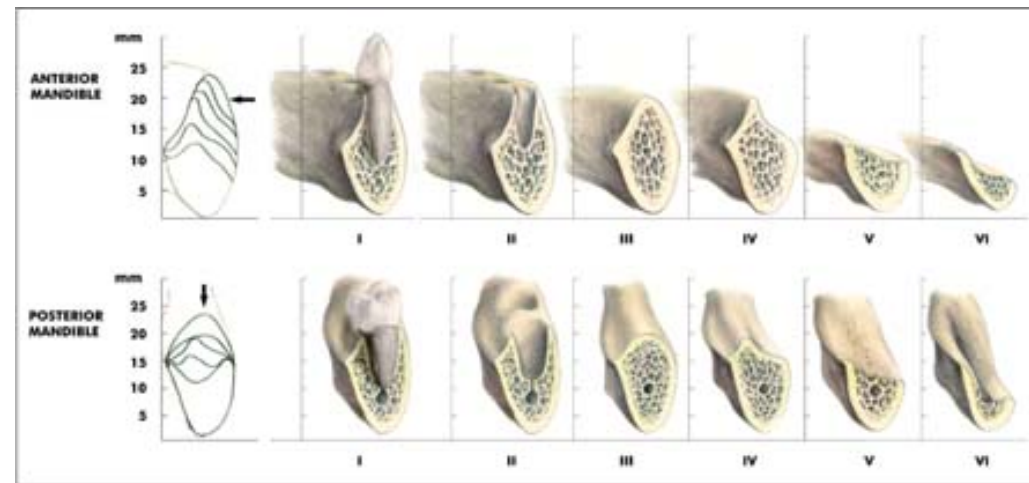 mm
ANTERIOR
MANDIBLE
25
20
15
10
5
I II III IV V VI
mm
POSTERIOR
MANDIBLE
25
20
15
10
5
I II III IV V VI